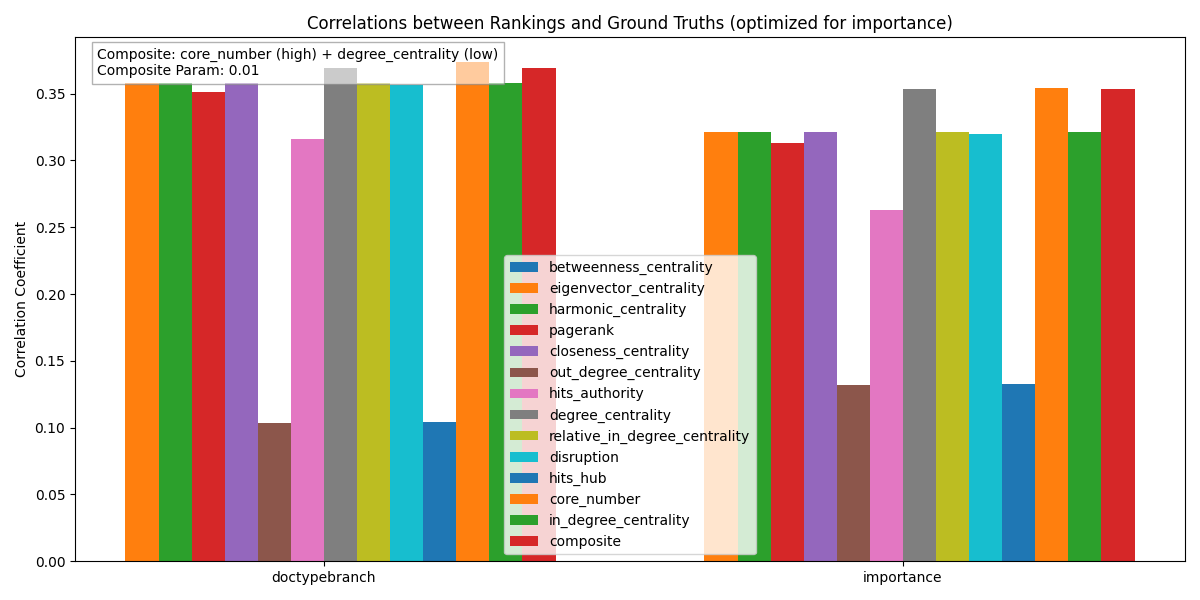 Correlations between Rankings and Ground Truths (optimized for importance)
Composite: core_number (high) + degree_centrality (low)
Composite Param: 0.01
Correlation Coefficient
0.35
0.30
0.25
0.20
0.15
0.10
0.05
0.00
betweenness_centrality
eigenvector_centrality
harmonic_centrality
pagerank
closeness_centrality
out_degree_centrality
hits_authority
degree_centrality
relative_in_degree_centrality
disruption
hits_hub
core_number
in_degree_centrality
composite
doctypebranch
importance